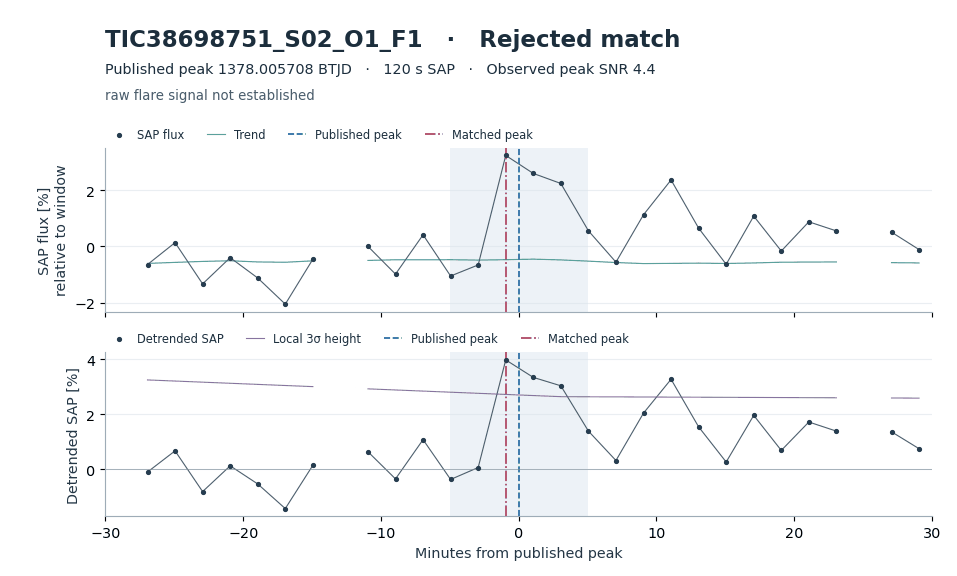 TIC38698751_S02_O1_F1 · Rejected match
Published peak 1378.005708 BTJD · 120 s SAP · Observed peak SNR 4.4
raw flare signal not established
SAP flux Trend Published peak Matched peak
SAP flux [%]
relative to window
2
0
−2
Detrended SAP Local 3σ height Published peak Matched peak
Detrended SAP [%]
4
2
0
−30 −20 −10 0 10 20 30
Minutes from published peak